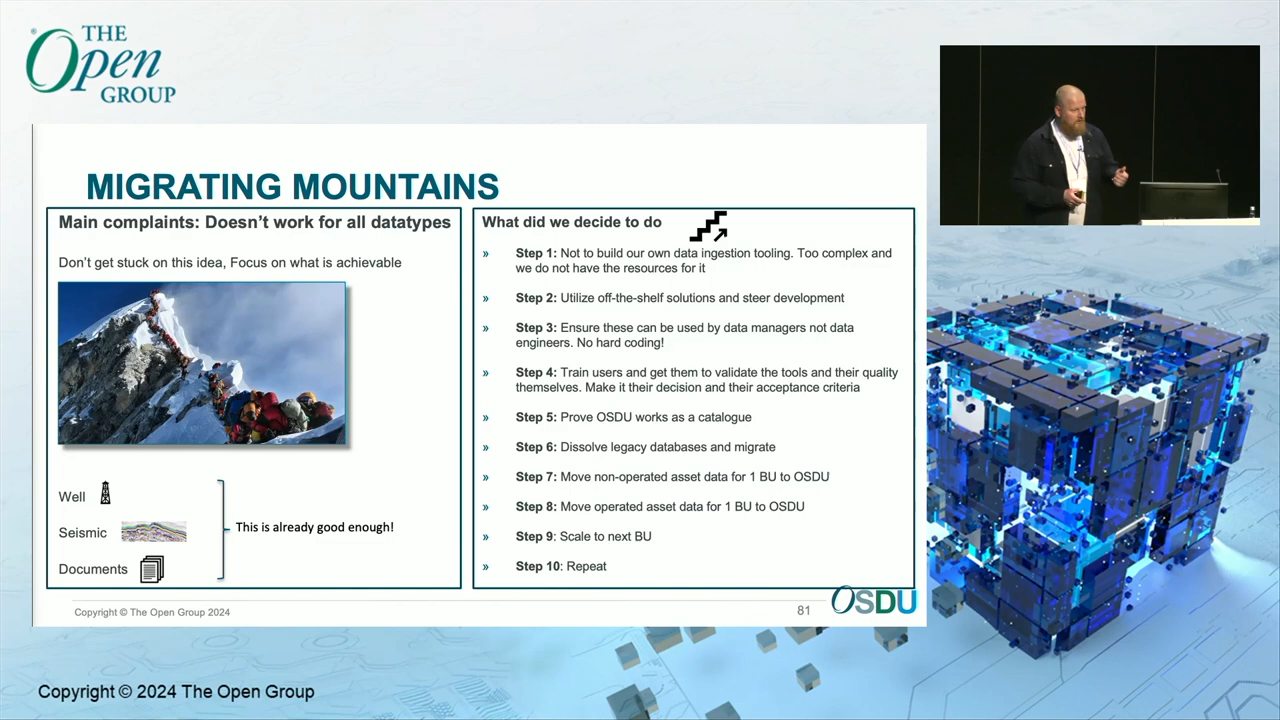 THE
Open
GROUP
MIGRATING MOUNTAINS
Main complaints: Doesn't work for all datatypes
Don't get stuck on this idea, Focus on what is achievable
Well
Seismic
Documents
This is already good enough!
What did we decide to do
» Step 1: Not to build our own data ingestion tooling. Too complex and
we do not have the resources for it
» Step 2: Utilize off-the-shelf solutions and steer development
» Step 3: Ensure these can be used by data managers not data
engineers. No hard coding!
» Step 4: Train users and get them to validate the tools and their quality
themselves. Make it their decision and their acceptance criteria
» Step 5: Prove OSDU works as a catalogue
» Step 6: Dissolve legacy databases and migrate
» Step 7: Move non-operated asset data for 1 BU to OSDU
» Step 8: Move operated asset data for 1 BU to OSDU
» Step 9: Scale to next BU
» Step 10: Repeat
Copyright © The Open Group 2024
81
OSDU
Copyright © 2024 The Open Group